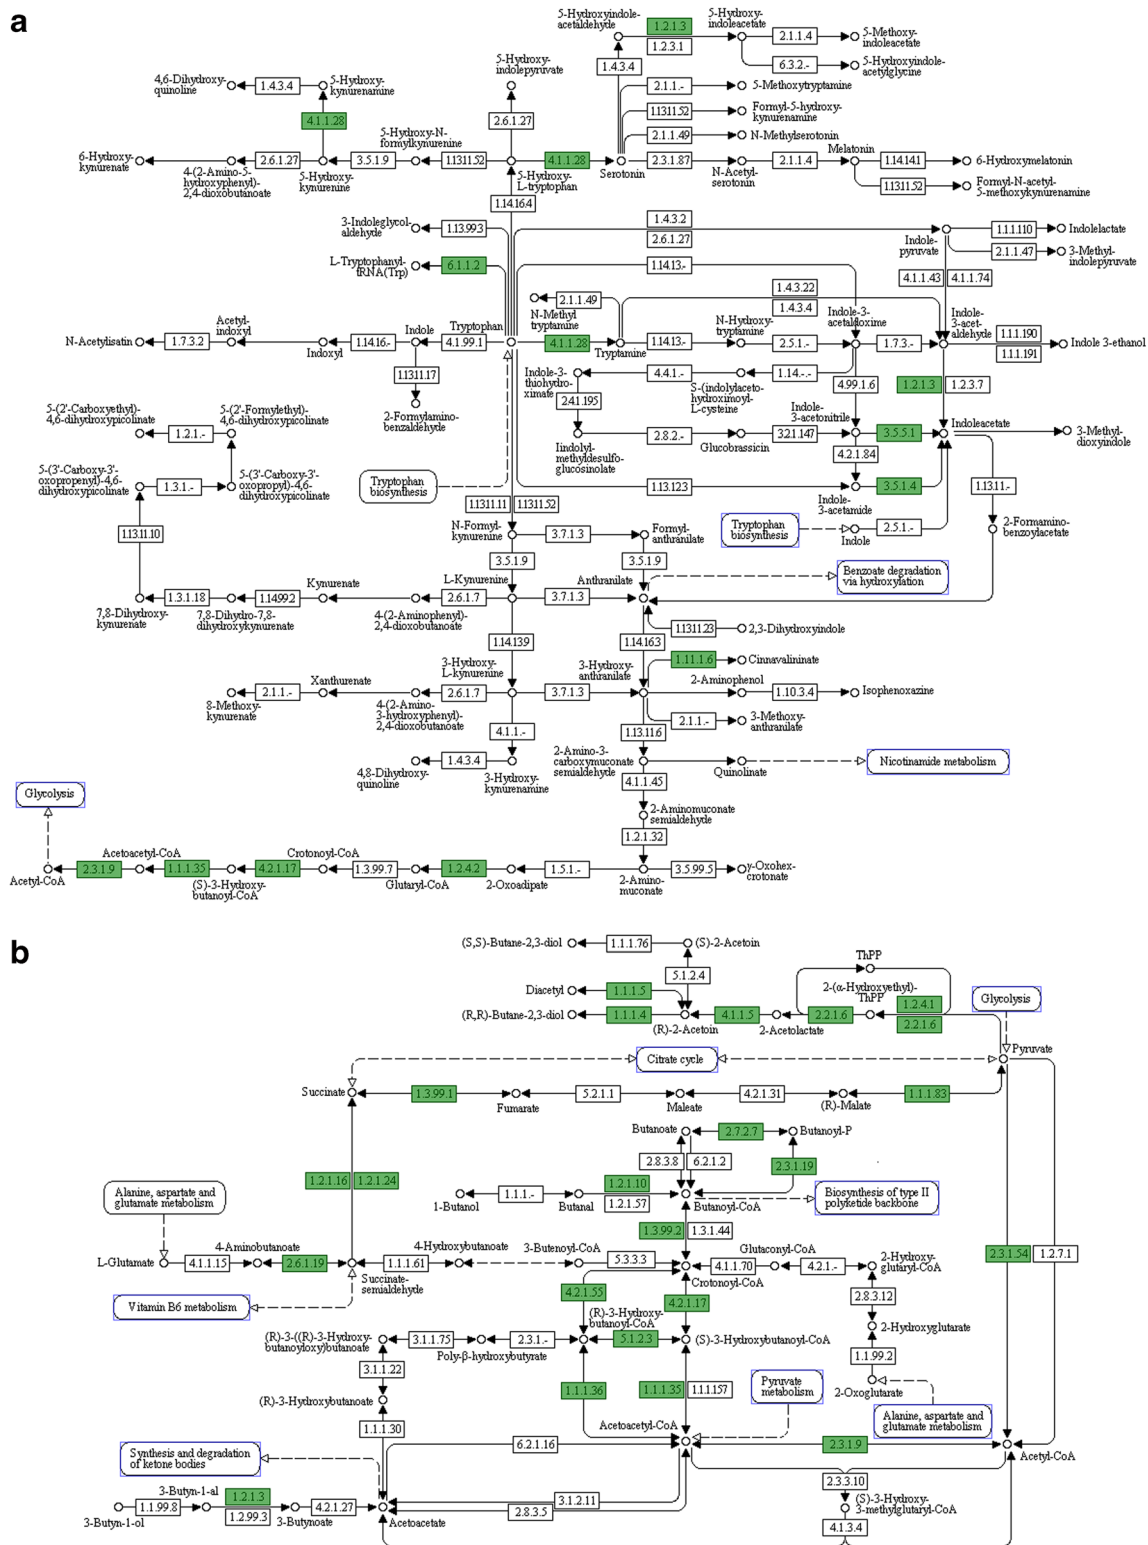 a
5-Hydroxyindole-
acetaldehyde
1.2.1.3
1.2.3.1
5-Hydroxy-
indoleacetate
2.1.1.4
5-Methoxy-
indoleacetate
6.3.2.-
5-Hydroxyindole-
acetylglycine
1.4.3.4
2.1.1.-
5-Methoxytryptamine
1.13.11.52
Formyl-5-hydroxy-
kynurenamine
2.1.1.49
N-Methylserotonin
4,6-Dihydroxy-
quinoline
1.4.3.4
5-Hydroxy-
kynurenamine
5-Hydroxy-
indolepyruvate
4.1.1.28
2.6.1.27
5-Hydroxy-N-
formylkynurenine
6-Hydroxy-
kynurenate
4-(2-Amino-5-
hydroxyphenyl)-
2,4-dioxobutanoate
2.6.1.27
5-Hydroxy-
kynurenine
3.5.1.9
1.13.11.52
5-Hydroxy-
L-tryptophan
4.1.1.28
Serotonin
2.3.1.87
N-Acetyl-
serotonin
2.1.1.4
Melatonin
1.14.14.1
6-Hydroxymelatonin
1.13.11.52
Formyl-N-acetyl-
5-methoxykynurenamine
1.14.16.4
3-Indoleglycol-
aldehyde
1.13.99.3
L-Tryptophanyl-
tRNA(Trp)
6.1.1.2
1.4.3.2
2.6.1.27
Indole-
pyruvate
1.1.1.110
Indolelactate
2.1.1.47
3-Methyl-
indolepyruvate
1.14.13.-
4.1.1.43
4.1.1.74
1.4.3.22
1.4.3.4
2.1.1.49
N-Methyl
tryptamine
N-Hydroxy-
tryptamine
Indole-3-
acetaldoxime
Indole-
3-acet-
aldehyde
1.1.1.190
1.1.1.191
Indole 3-ethanol
N-Acetylisatin
1.7.3.2
Acetyl-
indoxyl
Indoxyl
1.14.16.-
Indole
4.1.99.1
Tryptophan
4.1.1.28
Tryptamine
1.14.13.-
2.5.1.-
1.7.3.-
1.13.11.17
2-Formylamino-
benzaldehyde
Indole-3-
thiohydro-
ximate
4.4.1.-
S-(indolylaceto-
hydroximoyl)-
L-cysteine
1.14.-.-
4.99.1.6
1.2.1.3
1.2.3.7
2.4.1.195
Iindolyl-
methyldesulfo-
glucosinolate
2.8.2.-
Glucobrassicin
3.2.1.147
Indole-
3-acetonitrile
3.5.5.1
Indoleacetate
3-Methyl-
dioxyindole
4.2.1.84
1.13.12.3
Indole-
3-acetamide
3.5.1.4
1.13.11.-
5-(2'-Carboxyethyl)-
4,6-dihydroxypicolinate
1.2.1.-
5-(2'-Formylethyl)-
4,6-dihydroxypicolinate
5-(3'-Carboxy-3'-
oxopropenyl)-4,6-
dihydroxypicolinate
1.3.1.-
5-(3'-Carboxy-3'-
oxopropyl)-4,6-
dihydroxypicolinate
Tryptophan
biosynthesis
1.13.11.11
1.13.11.52
Tryptophan
biosynthesis
Indole
2.5.1.-
2-Formamino-
benzoylacetate
1.13.11.10
N-Formyl-
kynurenine
3.7.1.3
Formyl-
anthranilate
3.5.1.9
3.5.1.9
Benzoate degradation
via hydroxylation
7,8-Dihydroxy-
kynurenate
1.3.1.18
7,8-Dihydro-7,8-
dihydroxykynurenate
1.14.99.2
Kynurenate
4-(2-Aminophenyl)-
2,4-dioxobutanoate
2.6.1.7
L-Kynurenine
3.7.1.3
Anthranilate
1.13.11.23
2,3-Dihydroxyindole
1.14.13.9
1.14.16.3
1.11.1.6
Cinnavalininate
3-Hydroxy-
L-kynurenine
3-Hydroxy-
anthranilate
2-Aminophenol
1.10.3.4
Isophenoxazine
8-Methoxy-
kynurenate
2.1.1.-
Xanthurenate
4-(2-Amino-
3-hydroxyphenyl)-
2,4-dioxobutanoate
2.6.1.7
3.7.1.3
2.1.1.-
3-Methoxy-
anthranilate
4.1.1.-
1.13.11.6
4,8-Dihydroxy-
quinoline
1.4.3.4
3-Hydroxy-
kynurenamine
2-Amino-3-
carboxymuconate
semialdehyde
Quinolinate
Nicotinamide metabolism
4.1.1.45
2-Aminomuconate
semialdehyde
1.2.1.32
Glycolysis
Acetyl-CoA
2.3.1.9
Acetoacetyl-CoA
1.1.1.35
(S)-3-Hydroxy-
butanoyl-CoA
4.2.1.17
Crotonoyl-CoA
1.3.99.7
Glutaryl-CoA
1.2.4.2
2-Oxoadipate
1.5.1.-
2-Amino-
muconate
3.5.99.5
γ-Oxohex-
crotonate
b
(S,S)-Butane-2,3-diol
1.1.1.76
(S)-2-Acetoin
5.1.2.4
ThPP
2-(α-Hydroxyethyl)-
ThPP
Diacetyl
1.1.1.5
(R,R)-Butane-2,3-diol
1.1.1.4
(R)-2-Acetoin
4.1.1.5
2-Acetolactate
2.2.1.6
1.2.4.1
2.2.1.6
Glycolysis
Pyruvate
Citrate cycle
Succinate
1.3.99.1
Fumarate
5.2.1.1
Maleate
4.2.1.31
(R)-Malate
1.1.1.83
Butanoate
2.7.2.7
Butanoyl-P
2.8.3.8
6.2.1.2
2.3.1.19
1.2.1.16
1.2.1.24
Alanine, aspartate and
glutamate metabolism
1-Butanol
1.1.1.-
Butanal
1.2.1.10
1.2.1.57
Butanoyl-CoA
Biosynthesis of type II
polyketide backbone
1.3.99.2
1.3.1.44
L-Glutamate
4.1.1.15
4-Aminobutanoate
2.6.1.19
Succinate-
semialdehyde
1.1.1.61
4-Hydroxybutanoate
3-Butenoyl-CoA
5.3.3.3
Crotonoyl-CoA
4.1.1.70
Glutaconyl-CoA
4.2.1.-
2-Hydroxy-
glutaryl-CoA
2.3.1.54
1.2.7.1
Vitamin B6 metabolism
4.2.1.55
4.2.1.17
2.8.3.12
(R)-3-Hydroxy-
butanoyl-CoA
2-Hydroxyglutarate
(R)-3-((R)-3-Hydroxy-
butanoyloxy)butanoate
3.1.1.75
Poly-β-hydroxybutyrate
2.3.1.-
5.1.2.3
(S)-3-Hydroxybutanoyl-CoA
1.1.99.2
3.1.1.22
2-Oxoglutarate
(R)-3-Hydroxybutanoate
1.1.1.36
1.1.1.35
1.1.1.157
Pyruvate
metabolism
Alanine, aspartate and
glutamate metabolism
1.1.1.30
Acetoacetyl-CoA
Synthesis and degradation
of ketone bodies
6.2.1.16
2.3.1.9
Acetyl-CoA
2.3.3.10
3-Butyn-1-ol
1.1.99.8
3-Butyn-1-al
1.2.1.3
1.2.99.3
3-Butynoate
4.2.1.27
Acetoacetate
3.1.2.11
2.8.3.5
(S)-3-Hydroxy-
3-methylglutaryl-CoA
4.1.3.4